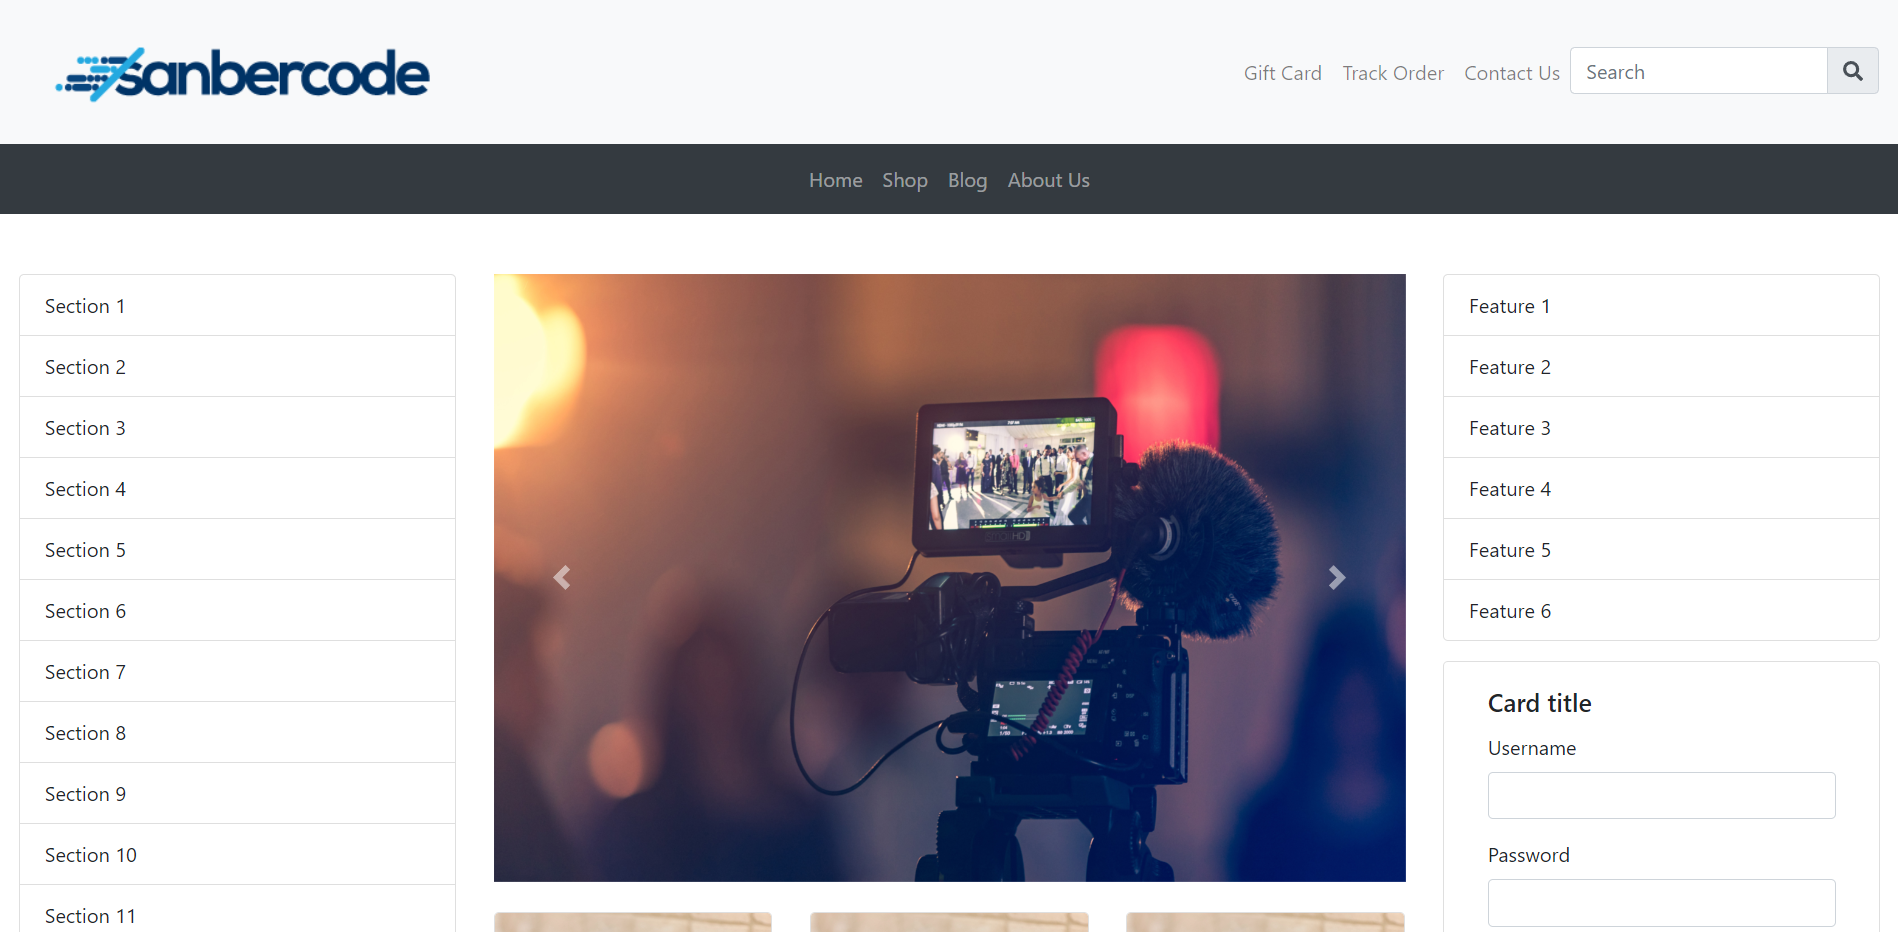 sanbercode
Gift Card Track Order Contact Us Search
Home Shop Blog About Us
Section 1
Section 2
Section 3
Section 4
Section 5
Section 6
Section 7
Section 8
Section 9
Section 10
Section 11
SMALLHD
Feature 1
Feature 2
Feature 3
Feature 4
Feature 5
Feature 6
Card title
Username
Password